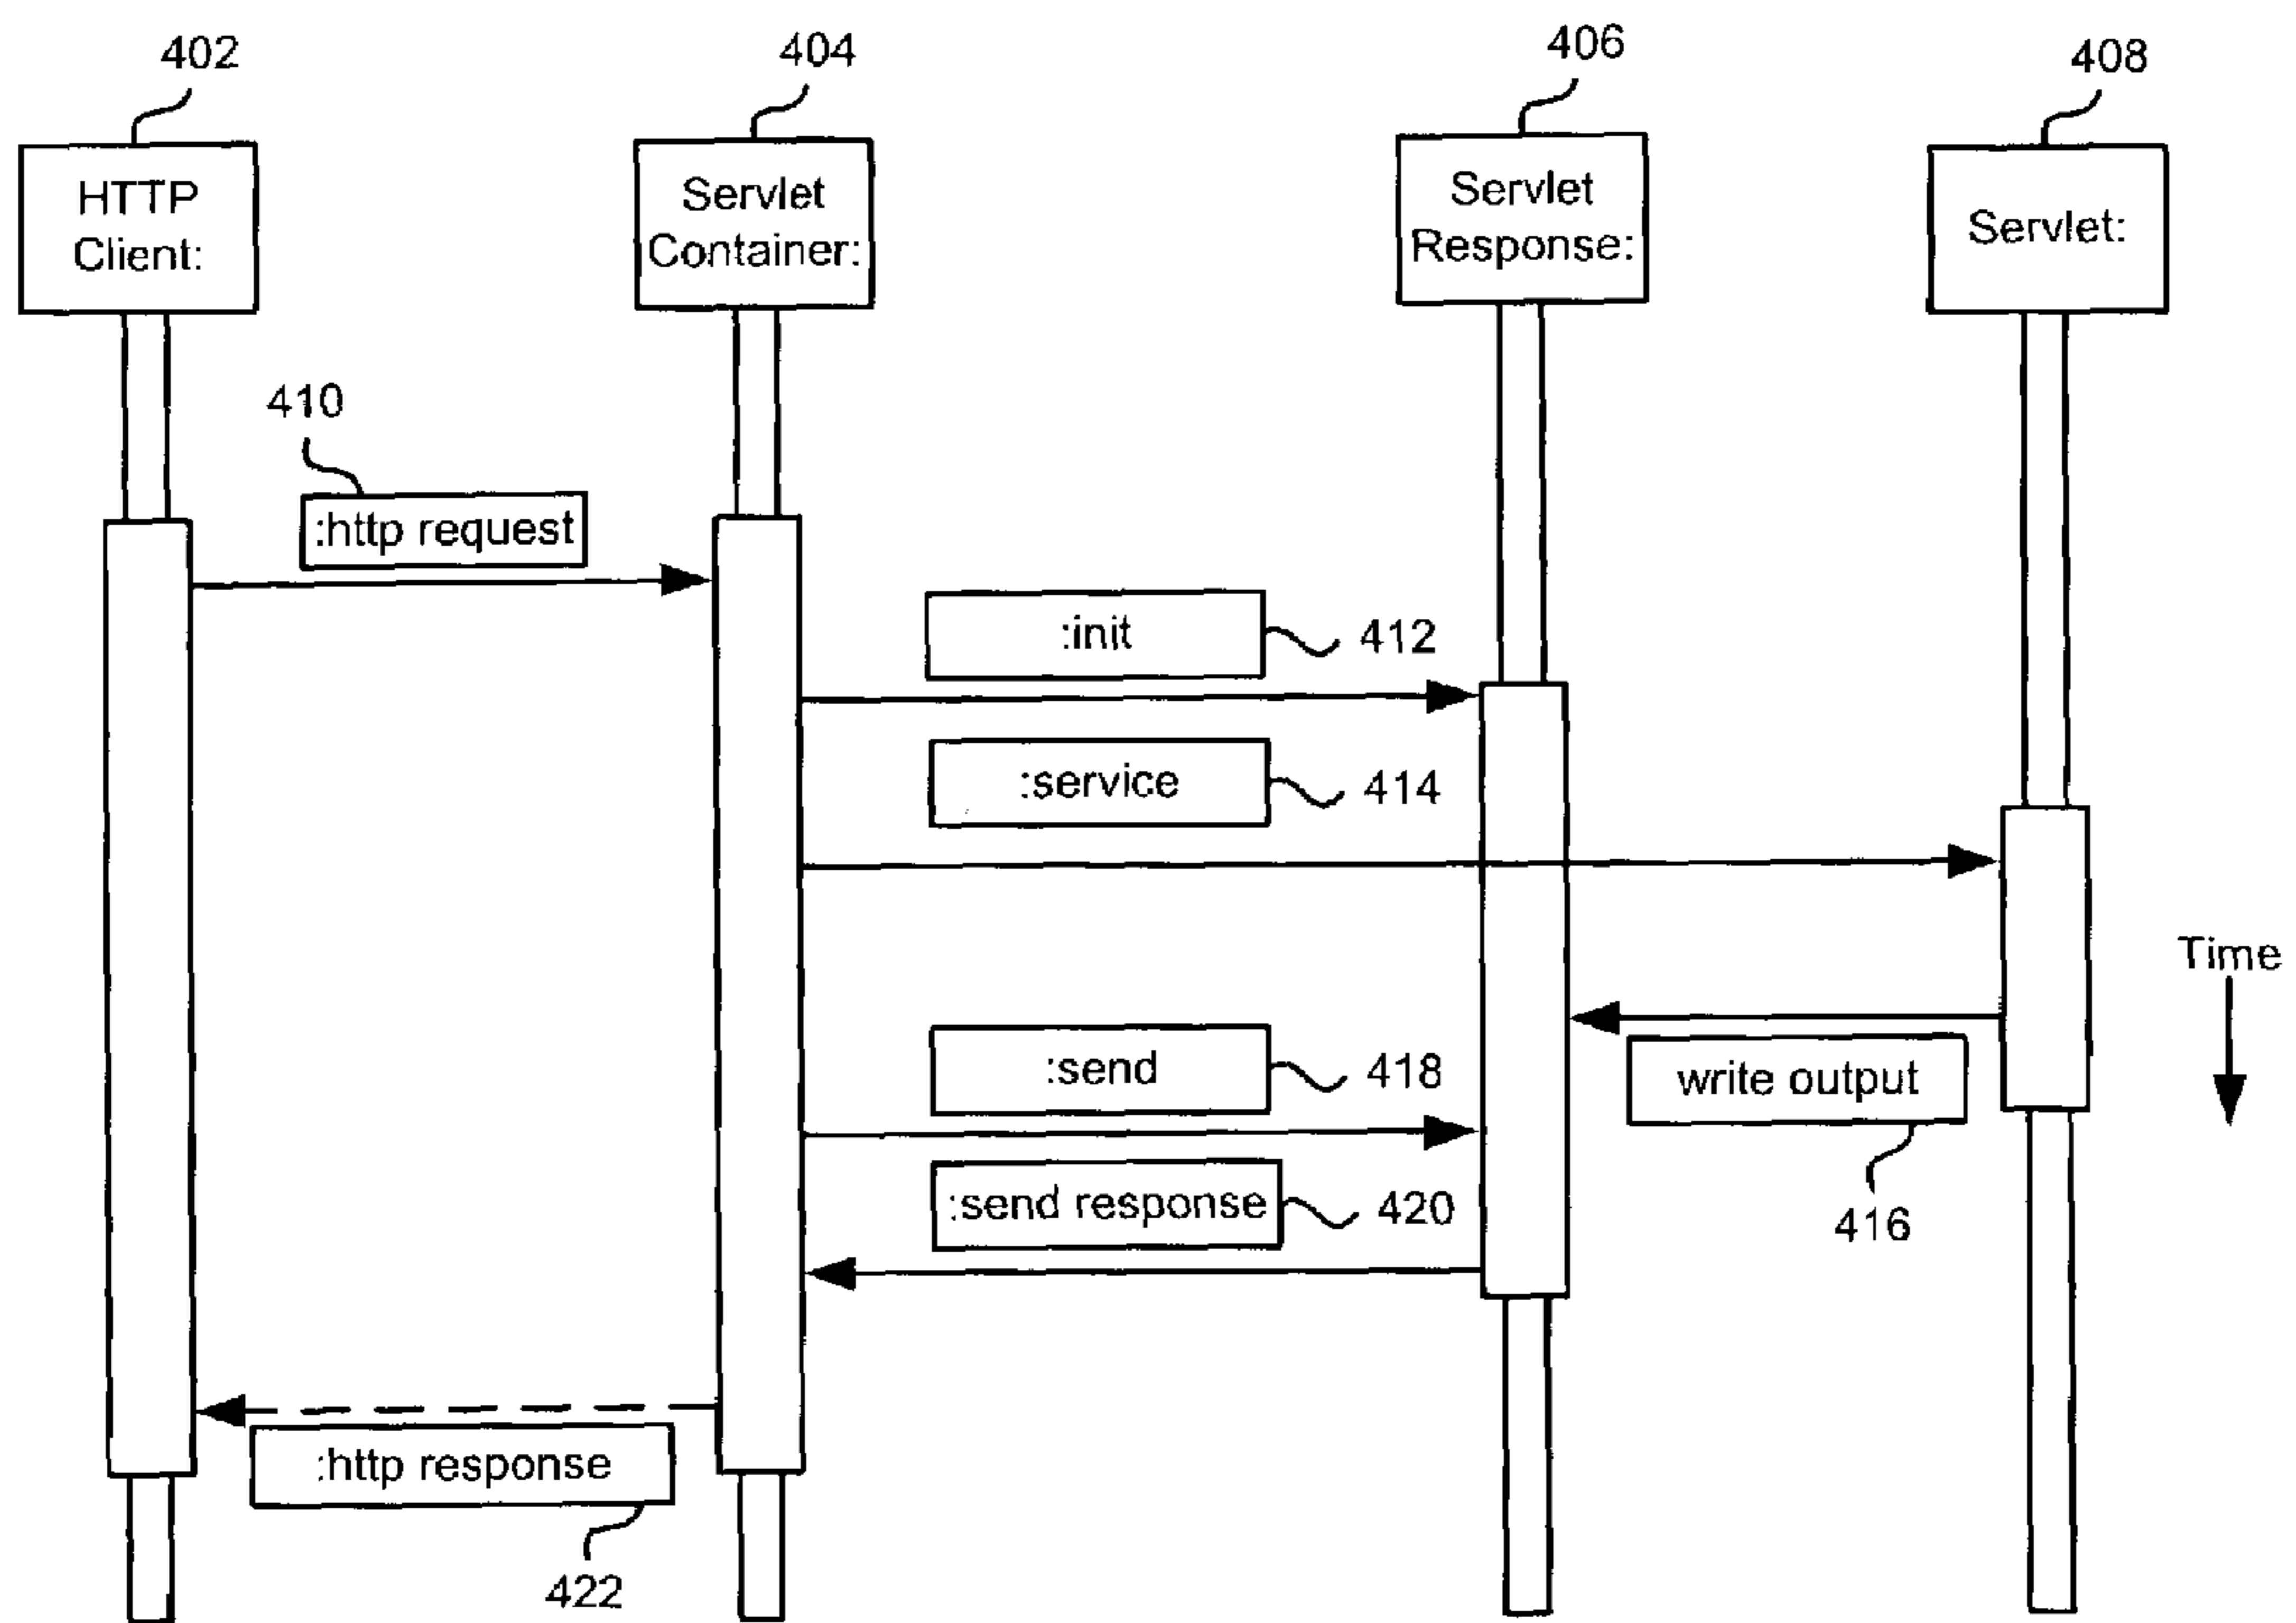 402
404
406
408
HTTP
Client:
Servlet
Container:
Servlet
Response:
Servlet:
410
:http request
:init
412
:service
414
Time
:send
418
write output
416
:send response
420
:http response
422